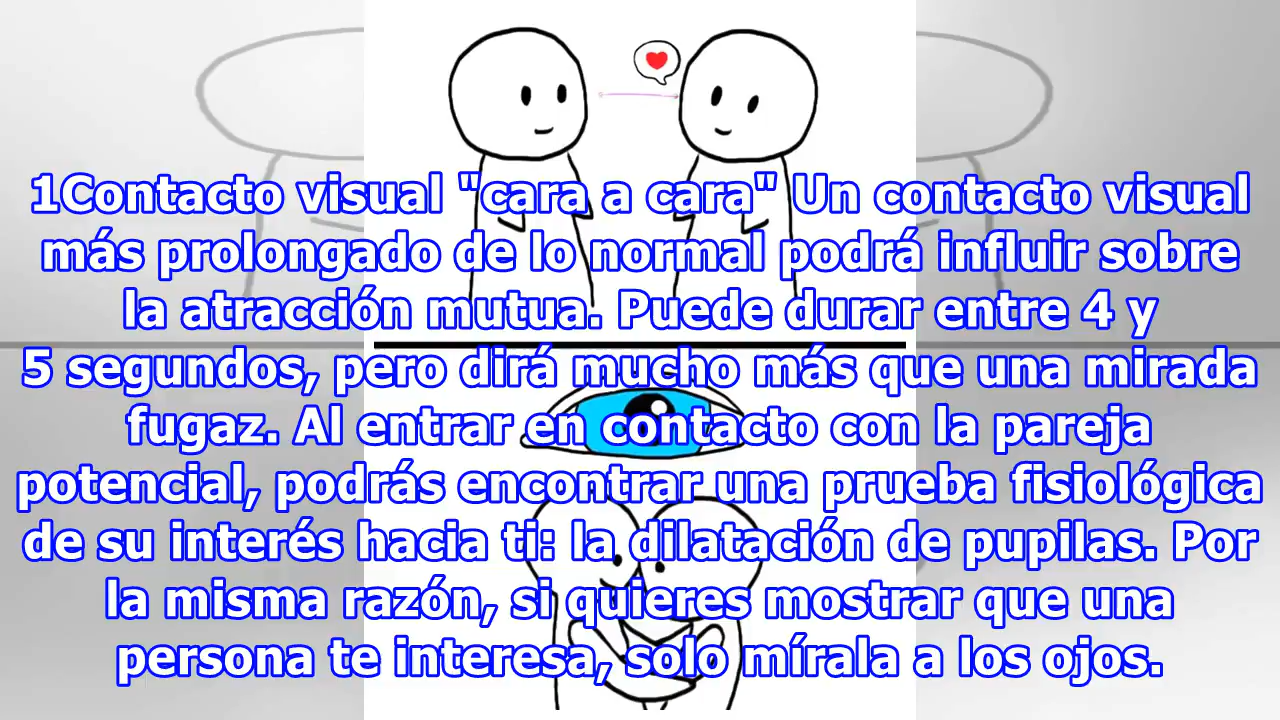 1Contacto visual "cara a cara" Un contacto visual
más prolongado de lo normal podrá influir sobre
la atracción mutua. Puede durar entre 4 y
5 segundos, pero dirá mucho más que una mirada
fugaz. Al entrar en contacto con la pareja
potencial, podrás encontrar una prueba fisiológica
de su interés hacia ti: la dilatación de pupilas. Por
la misma razón, si quieres mostrar que una
persona te interesa, solo mírala a los ojos.